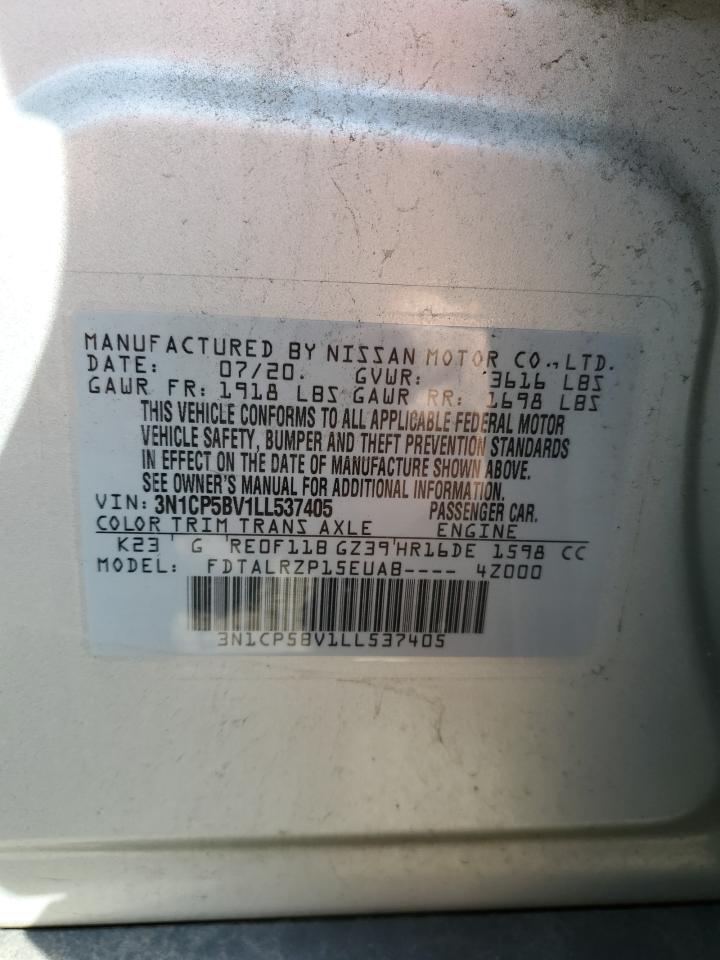 MANUFACTURED BY NISSAN MOTOR CO.,LTD.
DATE: 07/20. GVWR: 3616 LBS
GAWR FR: 1918 LBS GAWR RR: 1698 LBS
THIS VEHICLE CONFORMS TO ALL APPLICABLE FEDERAL MOTOR
VEHICLE SAFETY, BUMPER AND THEFT PREVENTION STANDARDS
IN EFFECT ON THE DATE OF MANUFACTURE SHOWN ABOVE.
SEE OWNER'S MANUAL FOR ADDITIONAL INFORMATION.
VIN: 3N1CP5BV1LL537405 PASSENGER CAR.
COLOR TRIM TRANS AXLE ENGINE
K23 ' G 'RE0F11B GZ39'HR16DE 1598 CC
MODEL: FDTALRZP15EUAB---- 4Z000
3N1CP5BV1LL537405